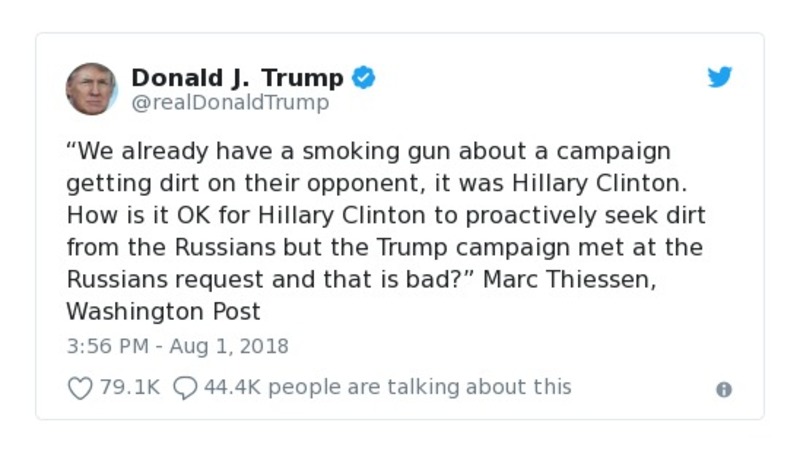 Donald J. Trump
@realDonaldTrump
“We already have a smoking gun about a campaign
getting dirt on their opponent, it was Hillary Clinton.
How is it OK for Hillary Clinton to proactively seek dirt
from the Russians but the Trump campaign met at the
Russians request and that is bad?” Marc Thiessen,
Washington Post
3:56 PM - Aug 1, 2018
79.1K 44.4K people are talking about this